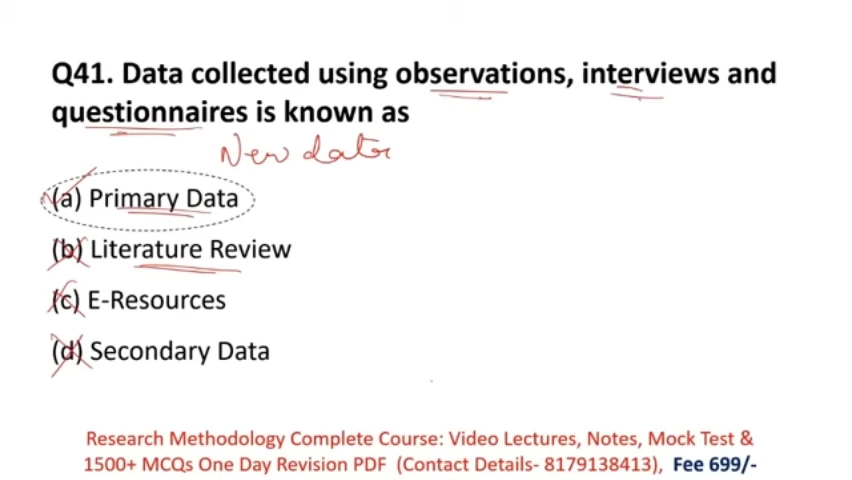 Q41. Data collected using observations, interviews and
questionnaires is known as
New data
(a) Primary Data
(b) Literature Review
(c) E-Resources
(d) Secondary Data
Research Methodology Complete Course: Video Lectures, Notes, Mock Test &
1500+ MCQs One Day Revision PDF (Contact Details- 8179138413), Fee 699/-